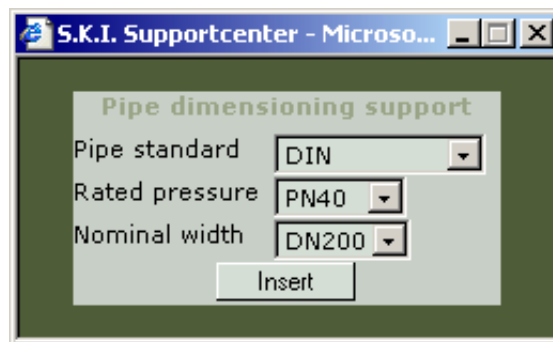 S.K.I. Supportcenter - Microso...
Pipe dimensioning support
Pipe standard DIN
Rated pressure PN40
Nominal width DN200
Insert